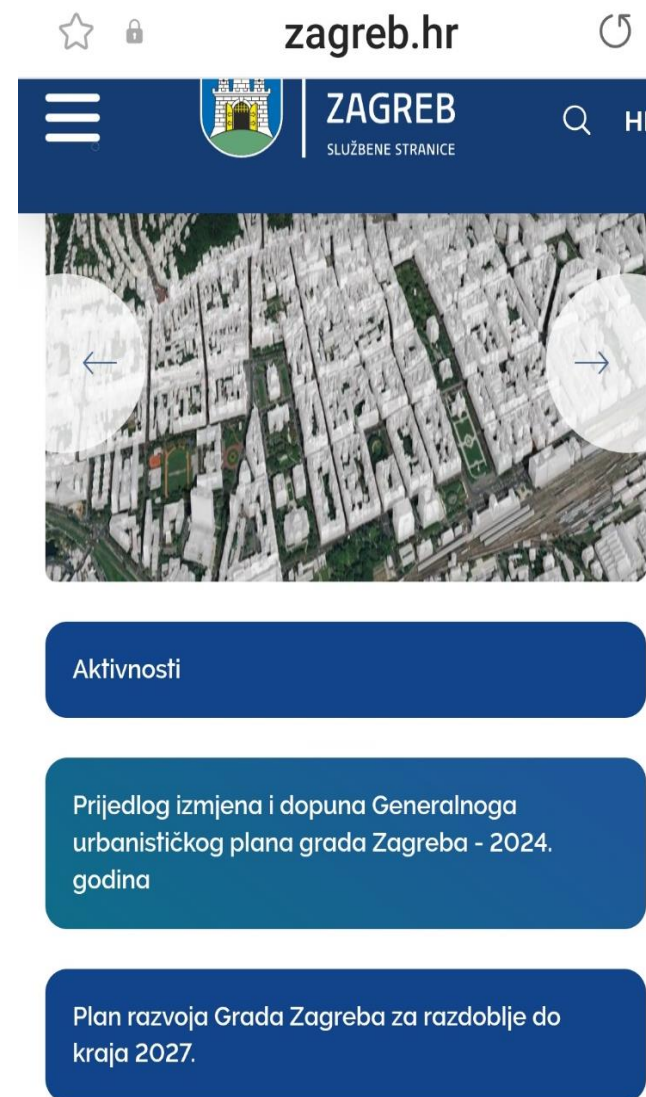 zagreb.hr
ZAGREB
SLUŽBENE STRANICE
Aktivnosti
Prijedlog izmjena i dopuna Generalnoga
urbanističkog plana grada Zagreba - 2024.
godina
Plan razvoja Grada Zagreba za razdoblje do
kraja 2027.